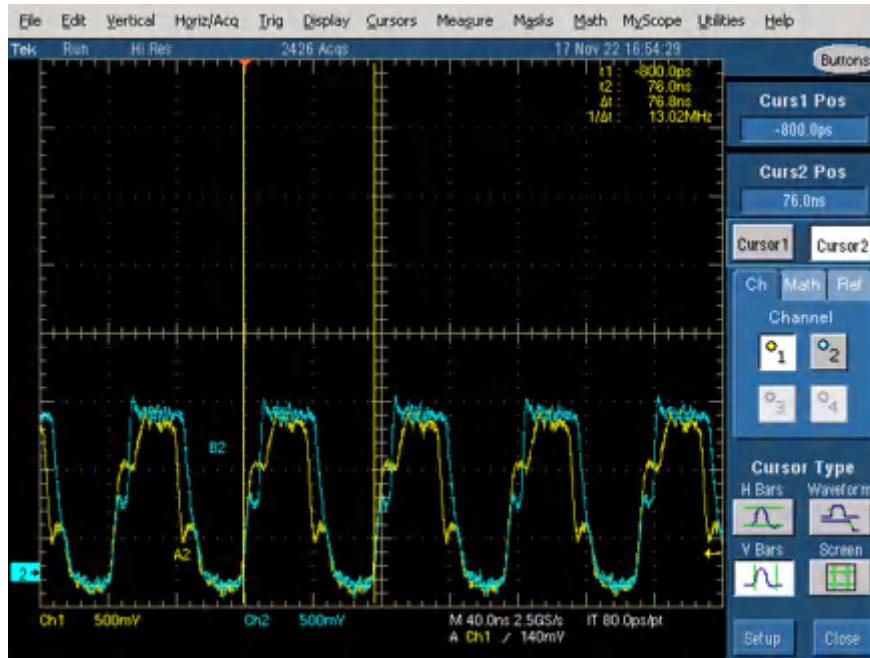 File Edit Vertical Horiz/Acq Trig Display Cursors Measure Masks Math MyScope Utilities Help
Tek Run Hi Res 2426 Acqs 17 Nov 22 16:54:29
Buttons
t1 : -800.0ps
t2 : 76.0ns
Δt : 76.8ns
1/Δt : 13.02MHz
Curs1 Pos
-800.0ps
Curs2 Pos
76.0ns
Cursor1 Cursor2
Ch Math Ref
Channel
1 2
3 4
B2
A2
2
Cursor Type
H Bars Waveform
V Bars Screen
Ch1 500mV Ch2 500mV M 40.0ns 2.5GS/s IT 80.0ps/pt
A Ch1 / 140mV
Setup Close